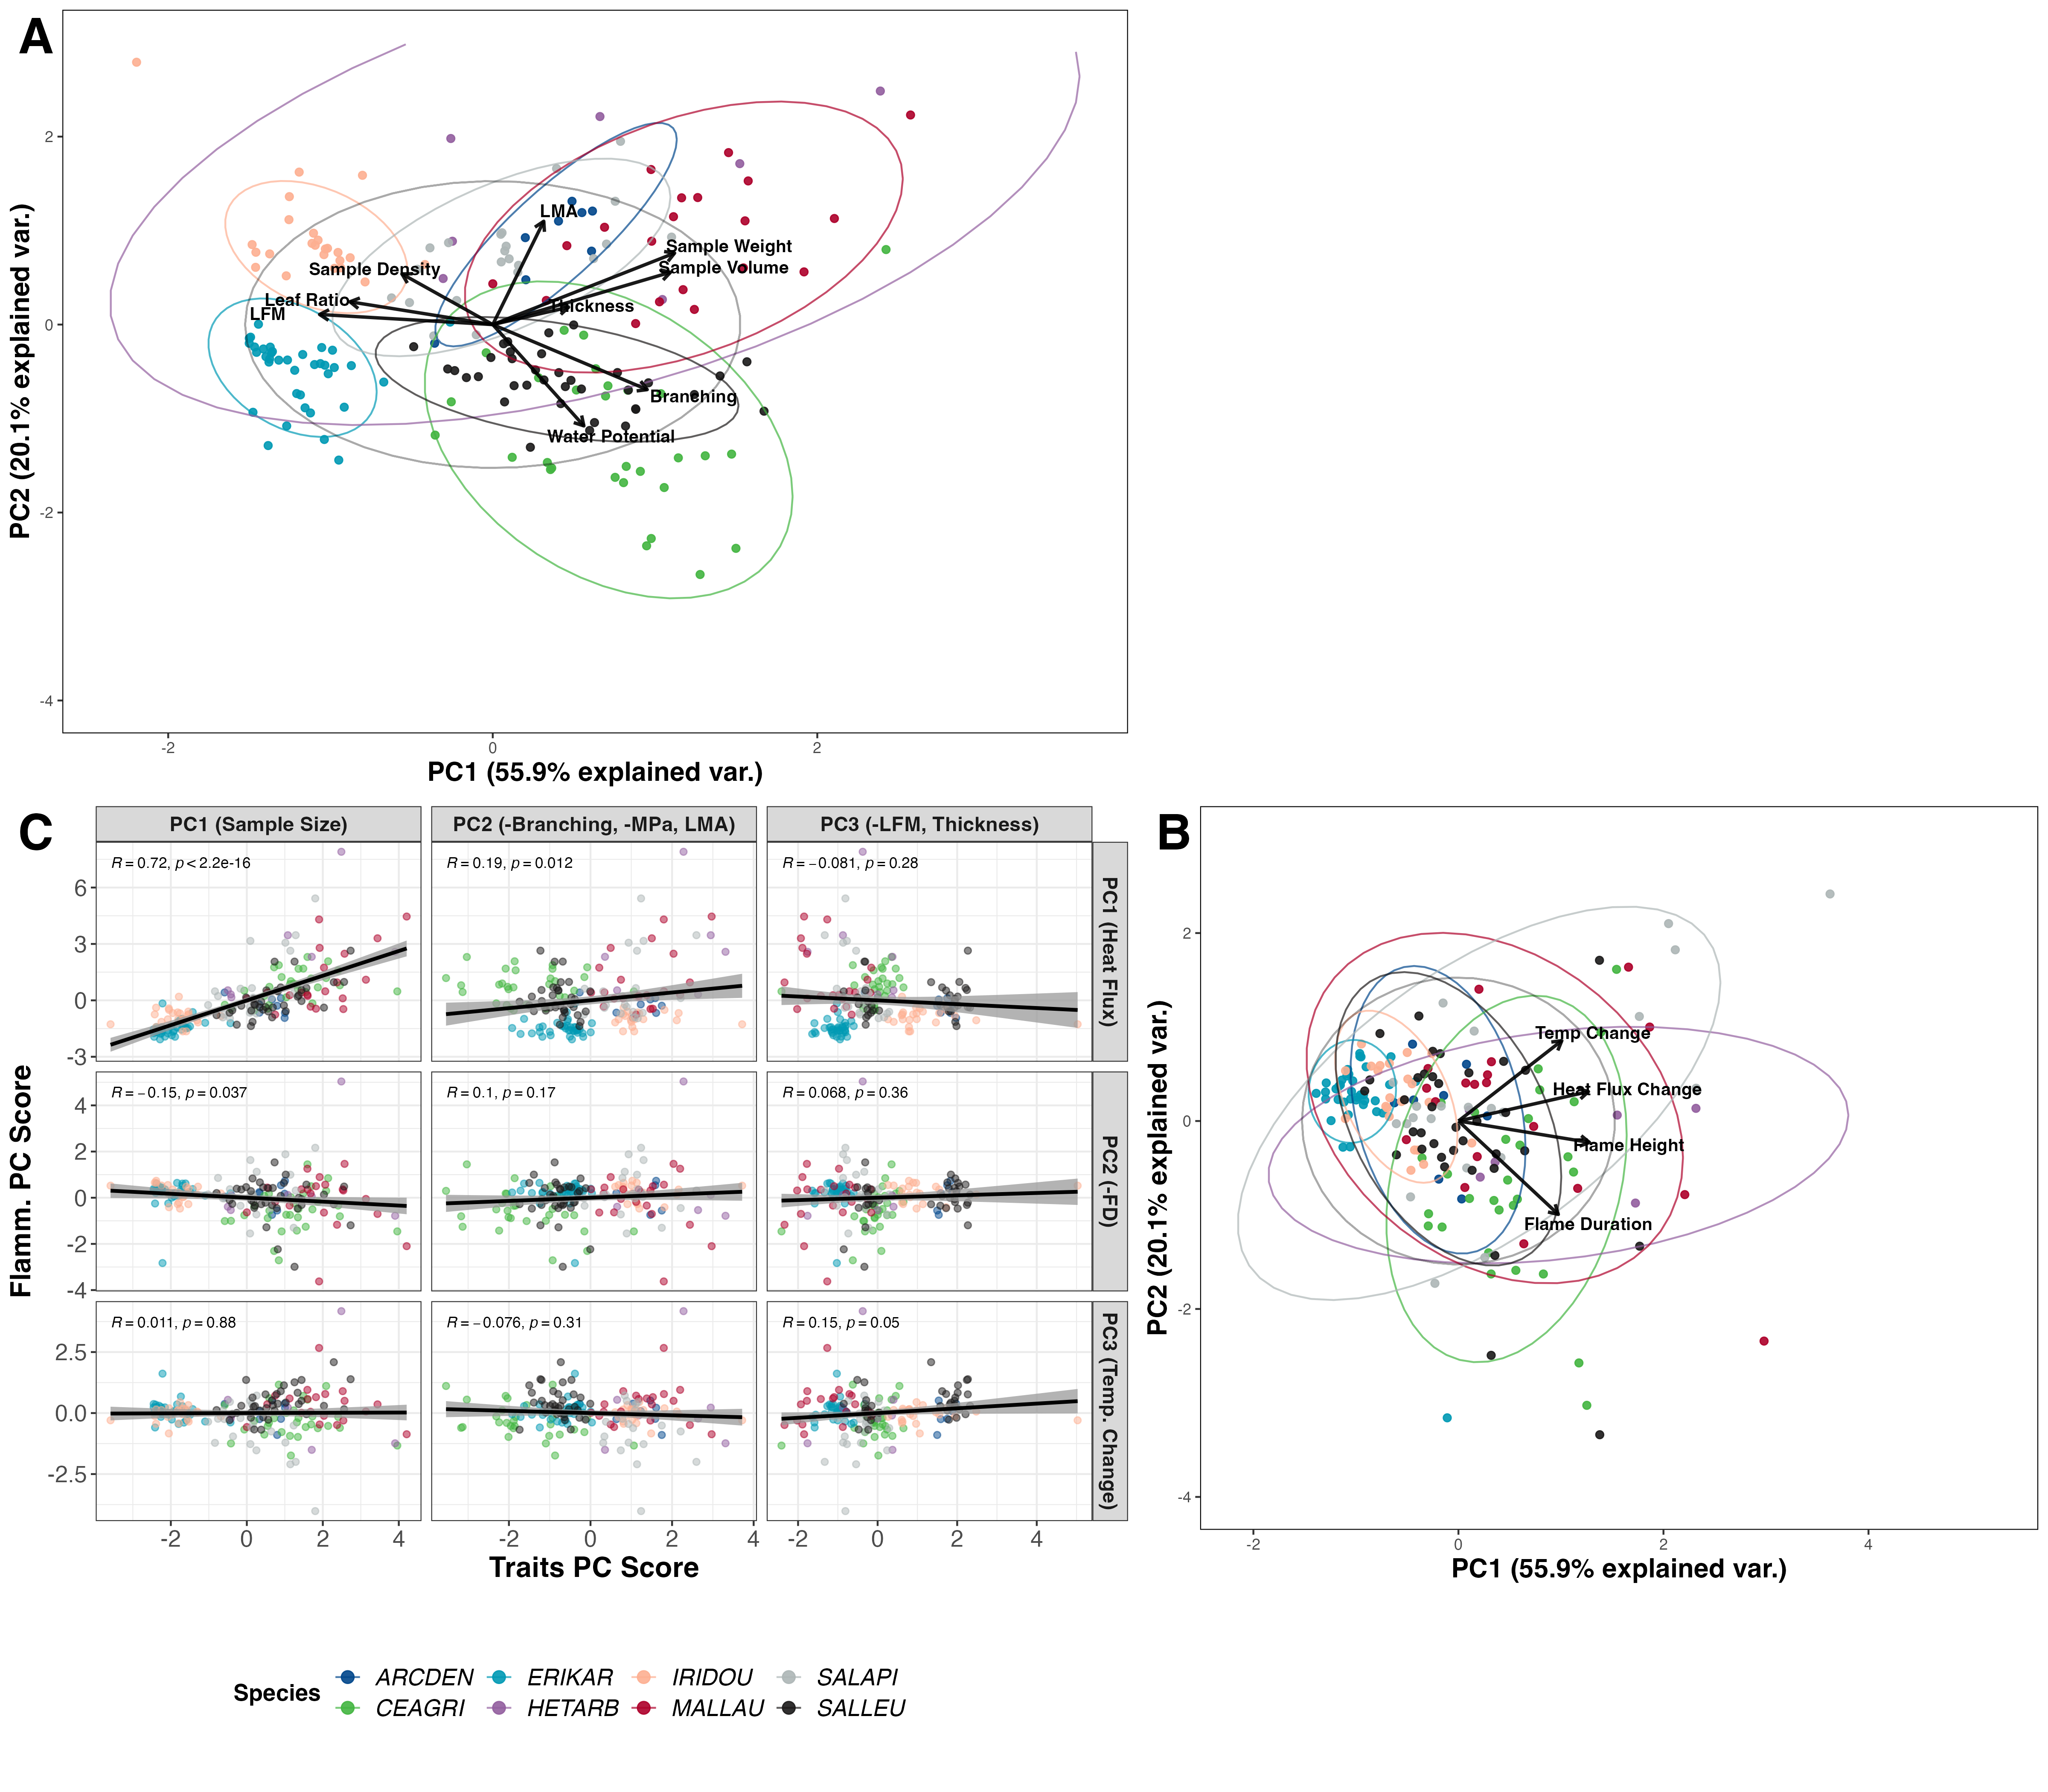 A
PC2 (20.1% explained var.)
2
0
-2
-4
LMA
Sample Weight
Sample Volume
Sample Density
Leaf Ratio
Thickness
LFM
Branching
Water Potential
-2
0
2
PC1 (55.9% explained var.)
C
PC1 (Sample Size)
PC2 (-Branching, -MPa, LMA)
PC3 (-LFM, Thickness)
R = 0.72, p < 2.2e-16
R = 0.19, p = 0.012
R = −0.081, p = 0.28
PC1 (Heat Flux)
6
3
0
-3
R = −0.15, p = 0.037
R = 0.1, p = 0.17
R = 0.068, p = 0.36
PC2 (-FD)
4
2
0
-2
-4
R = 0.011, p = 0.88
R = −0.076, p = 0.31
R = 0.15, p = 0.05
PC3 (Temp. Change)
2.5
0.0
-2.5
Flamm. PC Score
-2
0
2
4
-2
0
2
4
-2
0
2
4
Traits PC Score
B
PC2 (20.1% explained var.)
2
0
-2
-4
Temp Change
Heat Flux Change
Flame Height
Flame Duration
-2
0
2
4
PC1 (55.9% explained var.)
Species
ARCDEN
ERIKAR
IRIDOU
SALAPI
CEAGRI
HETARB
MALLAU
SALLEU